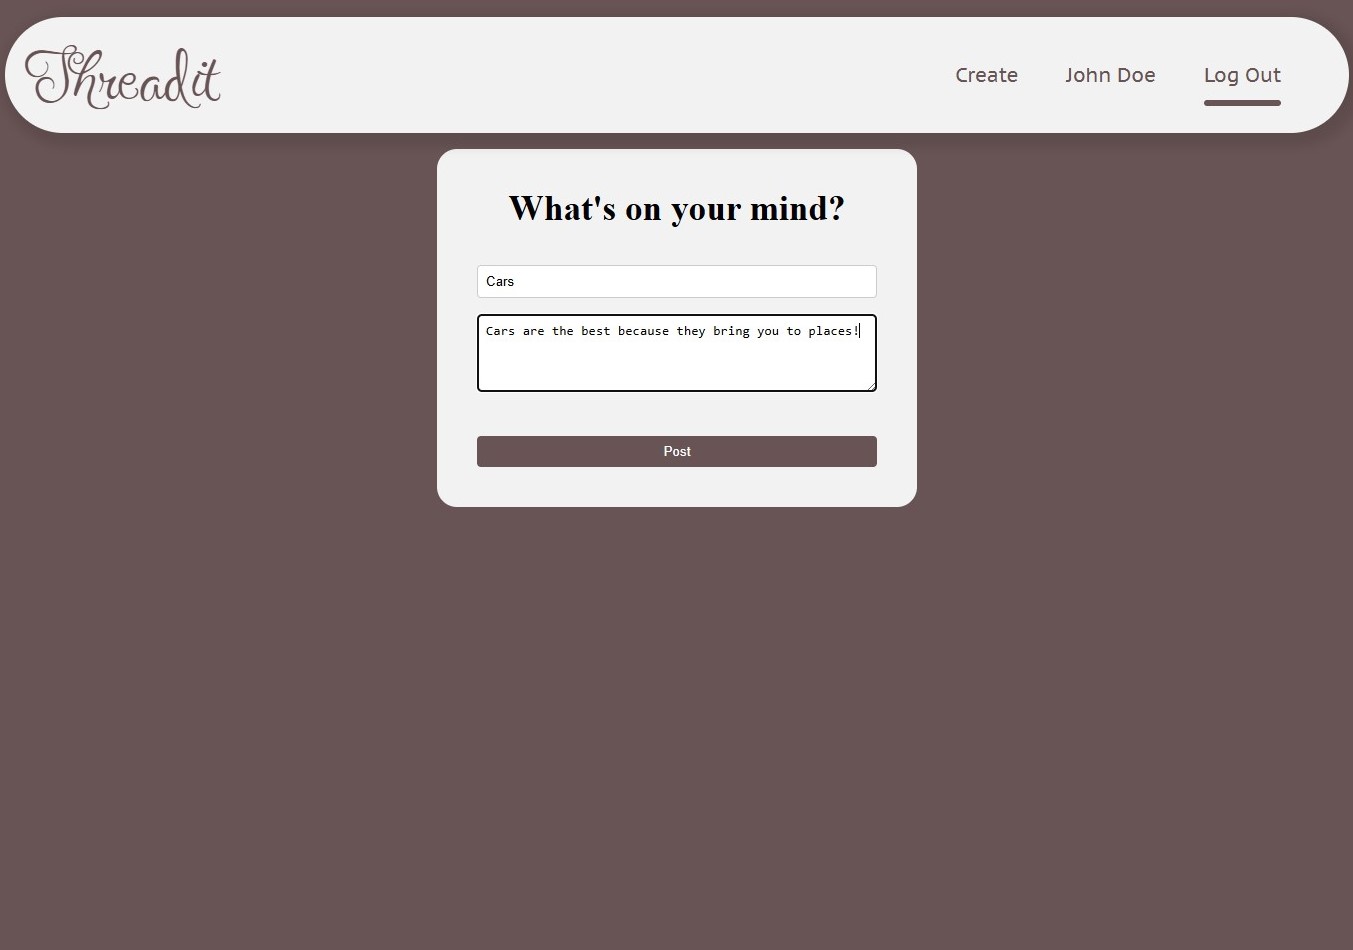 Threadit
Create John Doe Log Out
What's on your mind?
Cars
Cars are the best because they bring you to places!
Post